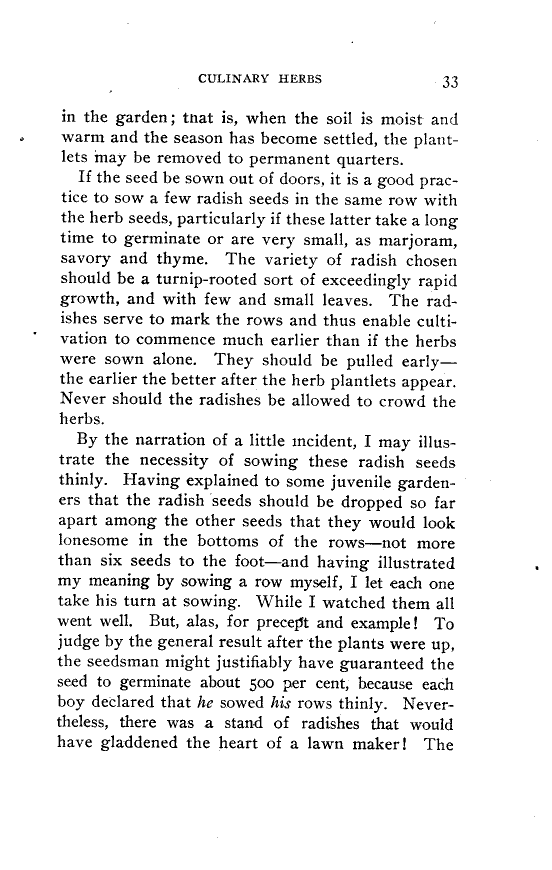 CULINARY HERBS 33
in the garden; tnat is, when the soil is moist and
warm and the season has become settled, the plant-
lets may be removed to permanent quarters.
If the seed be sown out of doors, it is a good prac-
tice to sow a few radish seeds in the same row with
the herb seeds, particularly if these latter take a long
time to germinate or are very small, as marjoram,
savory and thyme. The variety of radish chosen
should be a turnip-rooted sort of exceedingly rapid
growth, and with few and small leaves. The rad-
ishes serve to mark the rows and thus enable culti-
vation to commence much earlier than if the herbs
were sown alone. They should be pulled early—
the earlier the better after the herb plantlets appear.
Never should the radishes be allowed to crowd the
herbs.
By the narration of a little incident, I may illus-
trate the necessity of sowing these radish seeds
thinly. Having explained to some juvenile garden-
ers that the radish seeds should be dropped so far
apart among the other seeds that they would look
lonesome in the bottoms of the rows—not more
than six seeds to the foot—and having illustrated
my meaning by sowing a row myself, I let each one
take his turn at sowing. While I watched them all
went well. But, alas, for precept and example! To
judge by the general result after the plants were up,
the seedsman might justifiably have guaranteed the
seed to germinate about 500 per cent, because each
boy declared that he sowed his rows thinly. Never-
theless, there was a stand of radishes that would
have gladdened the heart of a lawn maker! The